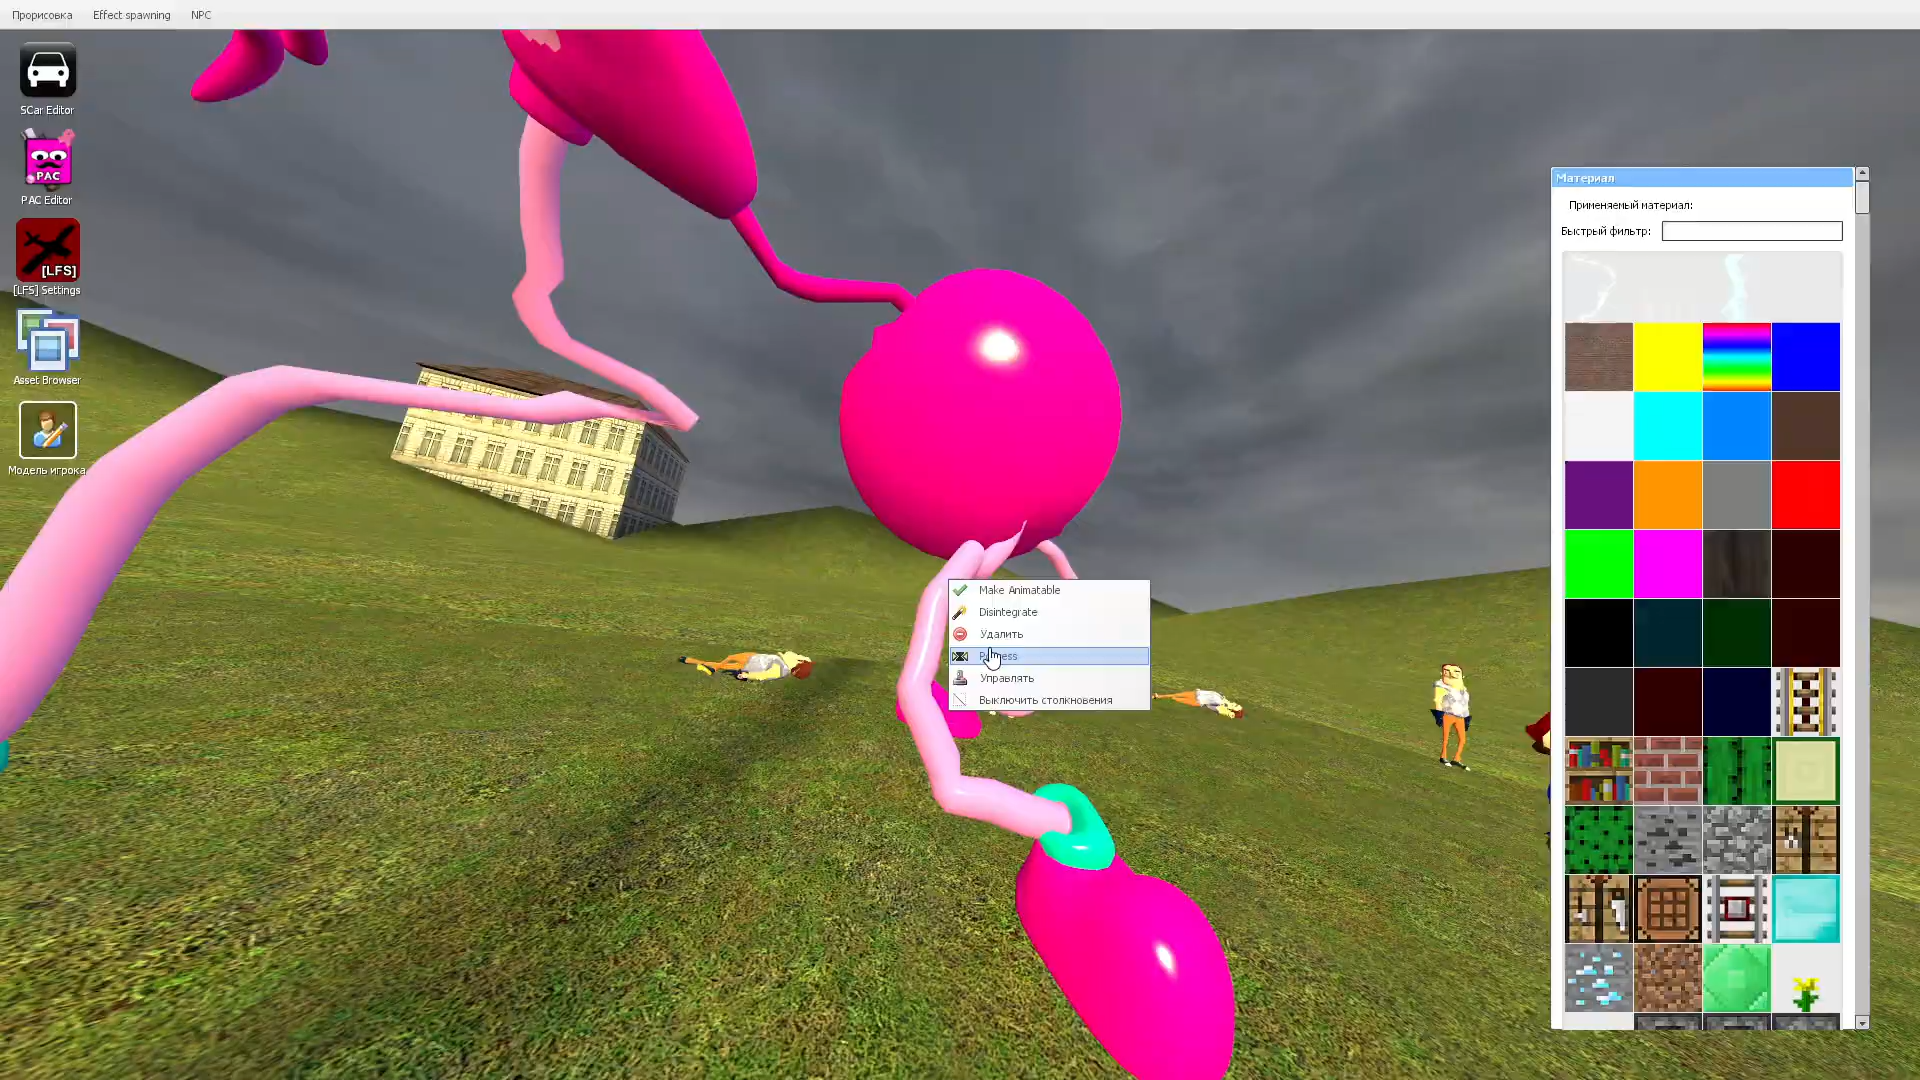 Прорисовка Effect spawning NPC
SCar Editor
PAC
PAC Editor
[LFS]
[LFS] Settings
Asset Browser
Модель игрока
Make Animatable
Disintegrate
Удалить
Управлять
Выключить столкновения
Материал
Применяемый материал:
Быстрый фильтр: